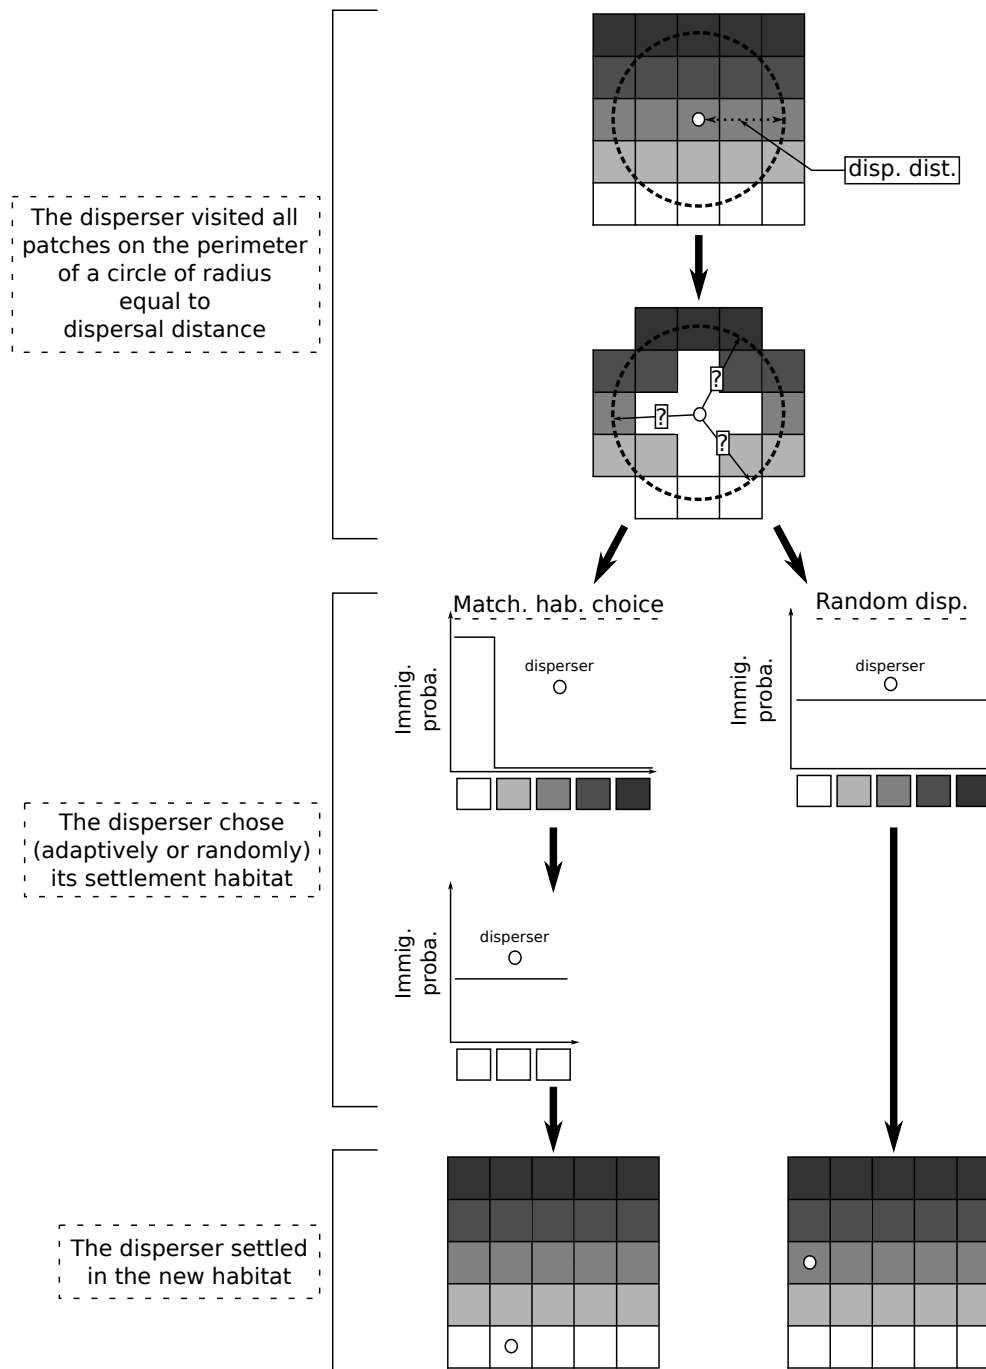 disp. dist.
The disperser visited all
patches on the perimeter
of a circle of radius
equal to
dispersal distance
?
?
?
Match. hab. choice
Random disp.
Immig.
proba.
disperser
Immig.
proba.
disperser
The disperser chose
(adaptively or randomly)
its settlement habitat
Immig.
proba.
disperser
The disperser settled
in the new habitat